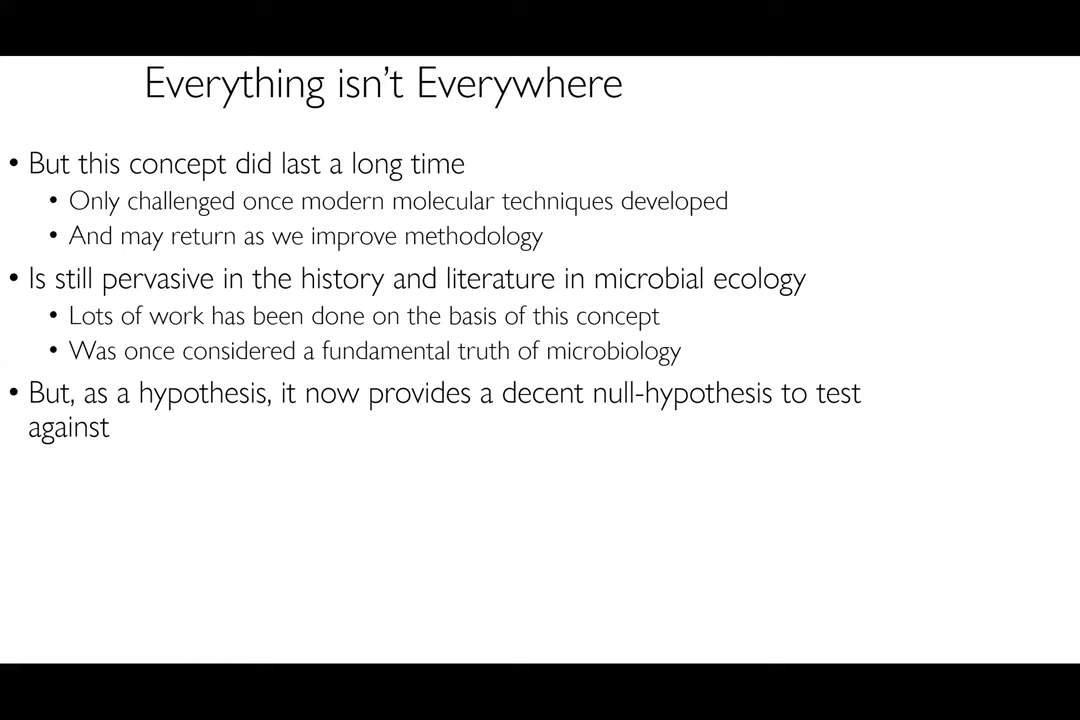 Everything isn't Everywhere
• But this concept did last a long time
• Only challenged once modern molecular techniques developed
• And may return as we improve methodology
• Is still pervasive in the history and literature in microbial ecology
• Lots of work has been done on the basis of this concept
• Was once considered a fundamental truth of microbiology
• But, as a hypothesis, it now provides a decent null-hypothesis to test
against